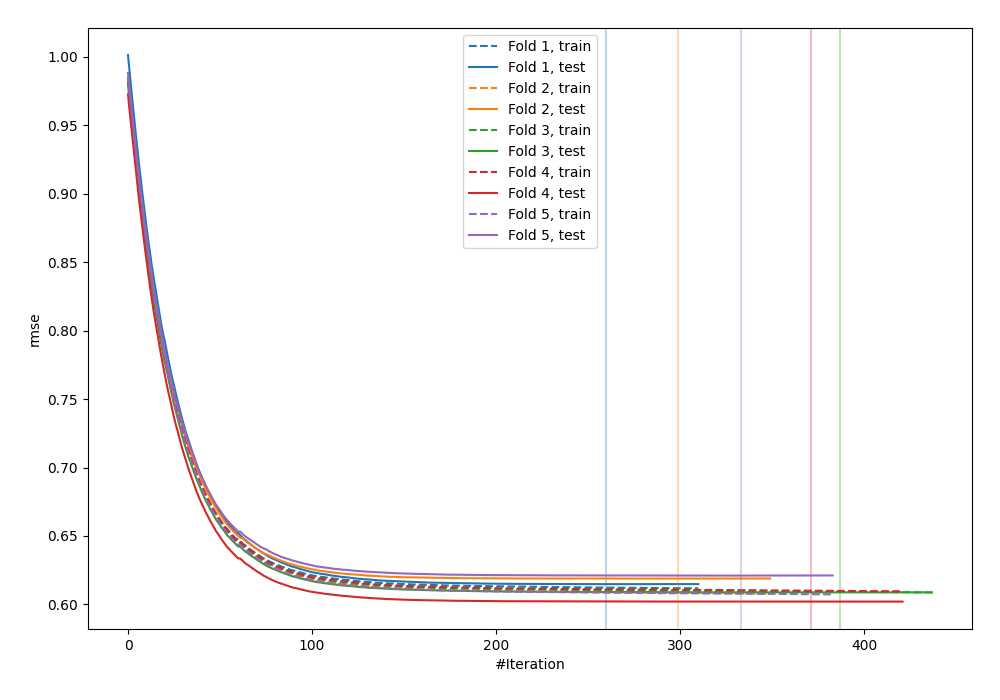 1.00
0.95
0.90
0.85
0.80
0.75
0.70
0.65
0.60
rmse
Fold 1, train
Fold 1, test
Fold 2, train
Fold 2, test
Fold 3, train
Fold 3, test
Fold 4, train
Fold 4, test
Fold 5, train
Fold 5, test
0 100 200 300 400
#Iteration